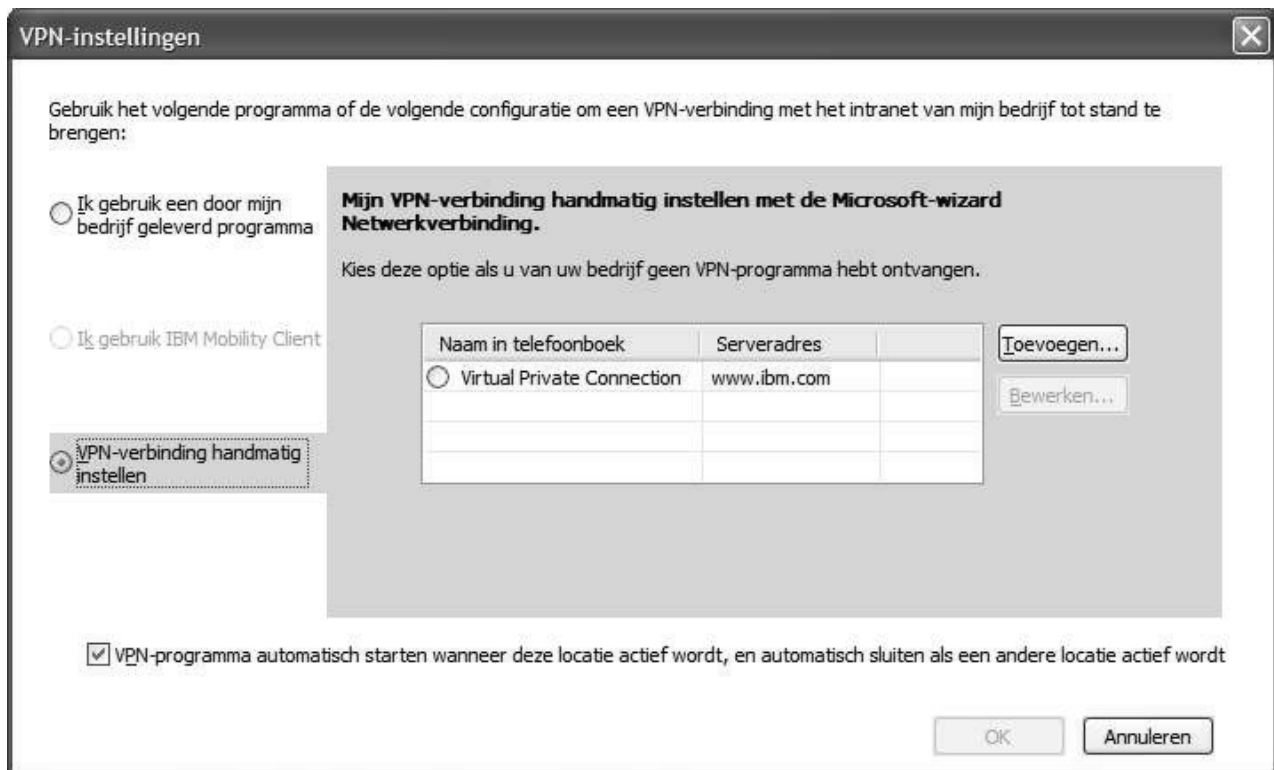 VPN-instellingen
Gebruik het volgende programma of de volgende configuratie om een VPN-verbinding met het intranet van mijn bedrijf tot stand te
brengen:
Ik gebruik een door mijn
bedrijf geleverd programma
Ik gebruik IBM Mobility Client
VPN-verbinding handmatig
instellen
Mijn VPN-verbinding handmatig instellen met de Microsoft-wizard
Netwerkverbinding.
Kies deze optie als u van uw bedrijf geen VPN-programma hebt ontvangen.
Naam in telefoonboek Serveradres
Virtual Private Connection www.ibm.com
Toevoegen...
Bewerken...
VPN-programma automatisch starten wanneer deze locatie actief wordt, en automatisch sluiten als een andere locatie actief wordt
OK Annuleren